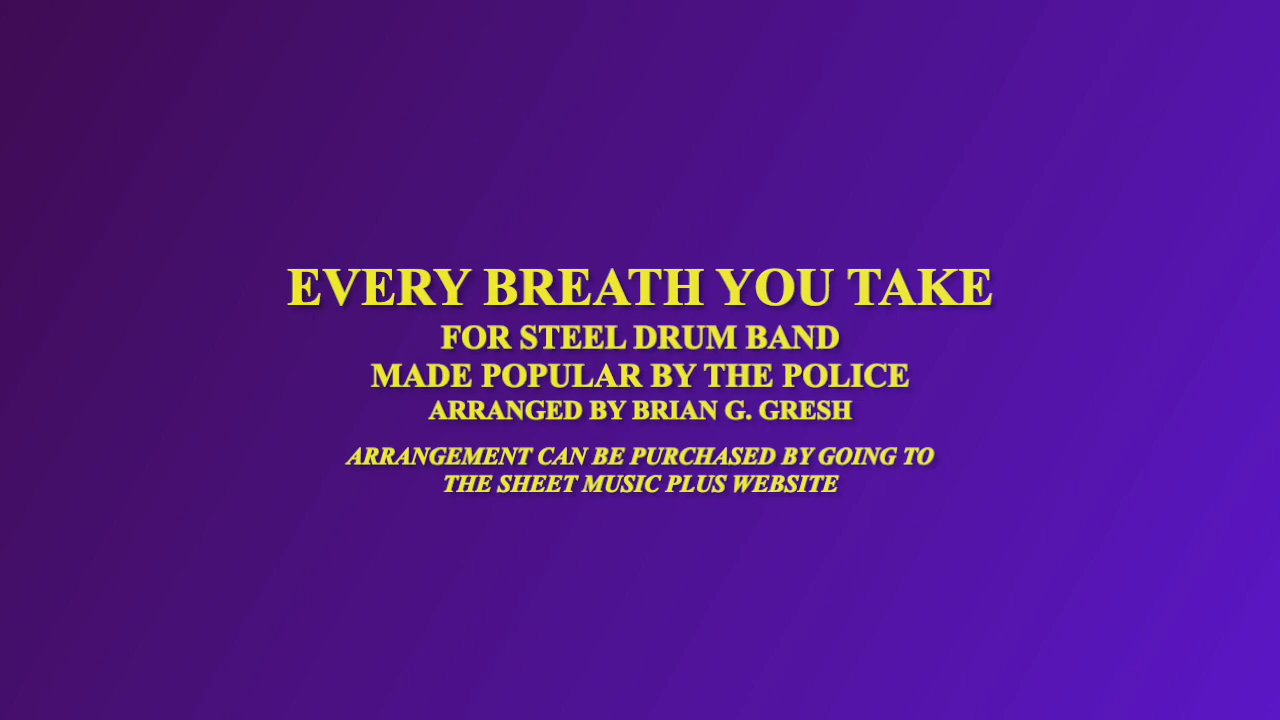 EVERY BREATH YOU TAKE
FOR STEEL DRUM BAND
MADE POPULAR BY THE POLICE
ARRANGED BY BRIAN G. GRESH
ARRANGEMENT CAN BE PURCHASED BY GOING TO
THE SHEET MUSIC PLUS WEBSITE